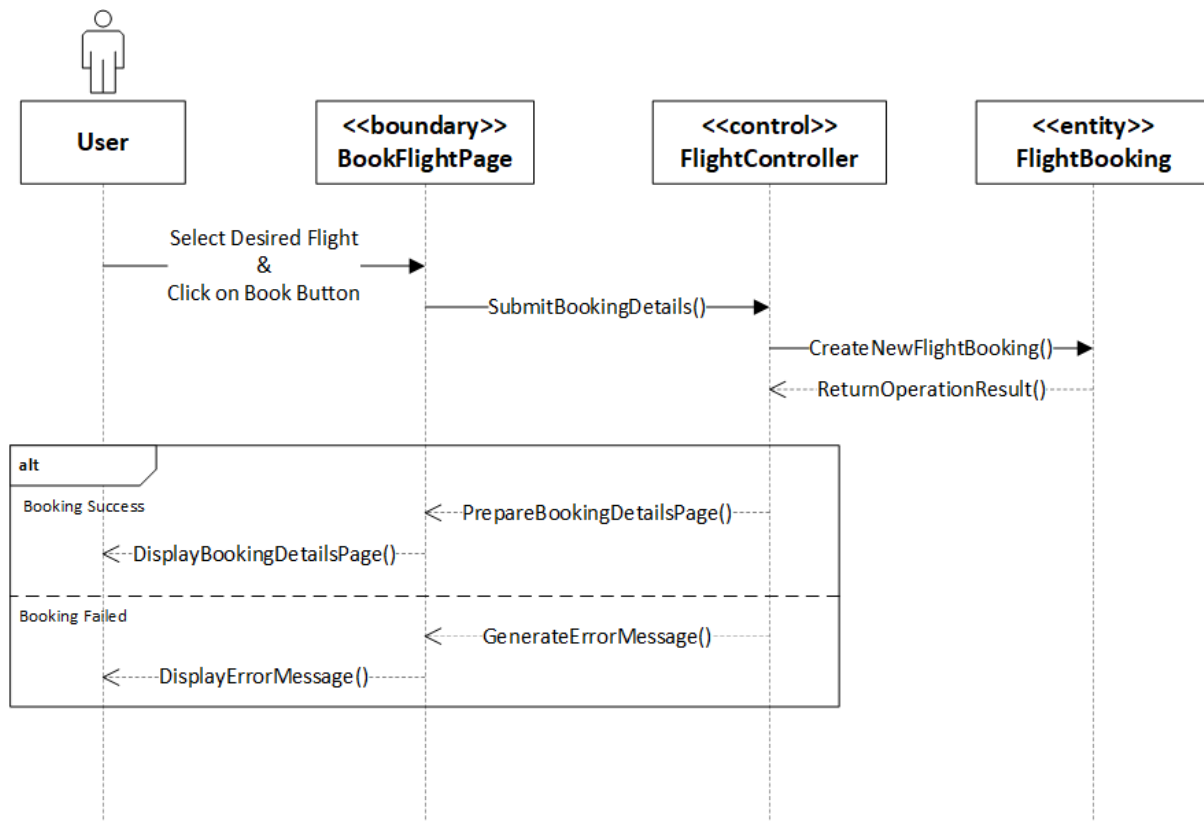 User
<<boundary>>
BookFlightPage
<<control>>
FlightController
<<entity>>
FlightBooking
Select Desired Flight
&
Click on Book Button
SubmitBookingDetails()
CreateNewFlightBooking()
ReturnOperationResult()
alt
Booking Success
PrepareBookingDetailsPage()
DisplayBookingDetailsPage()
Booking Failed
GenerateErrorMessage()
DisplayErrorMessage()